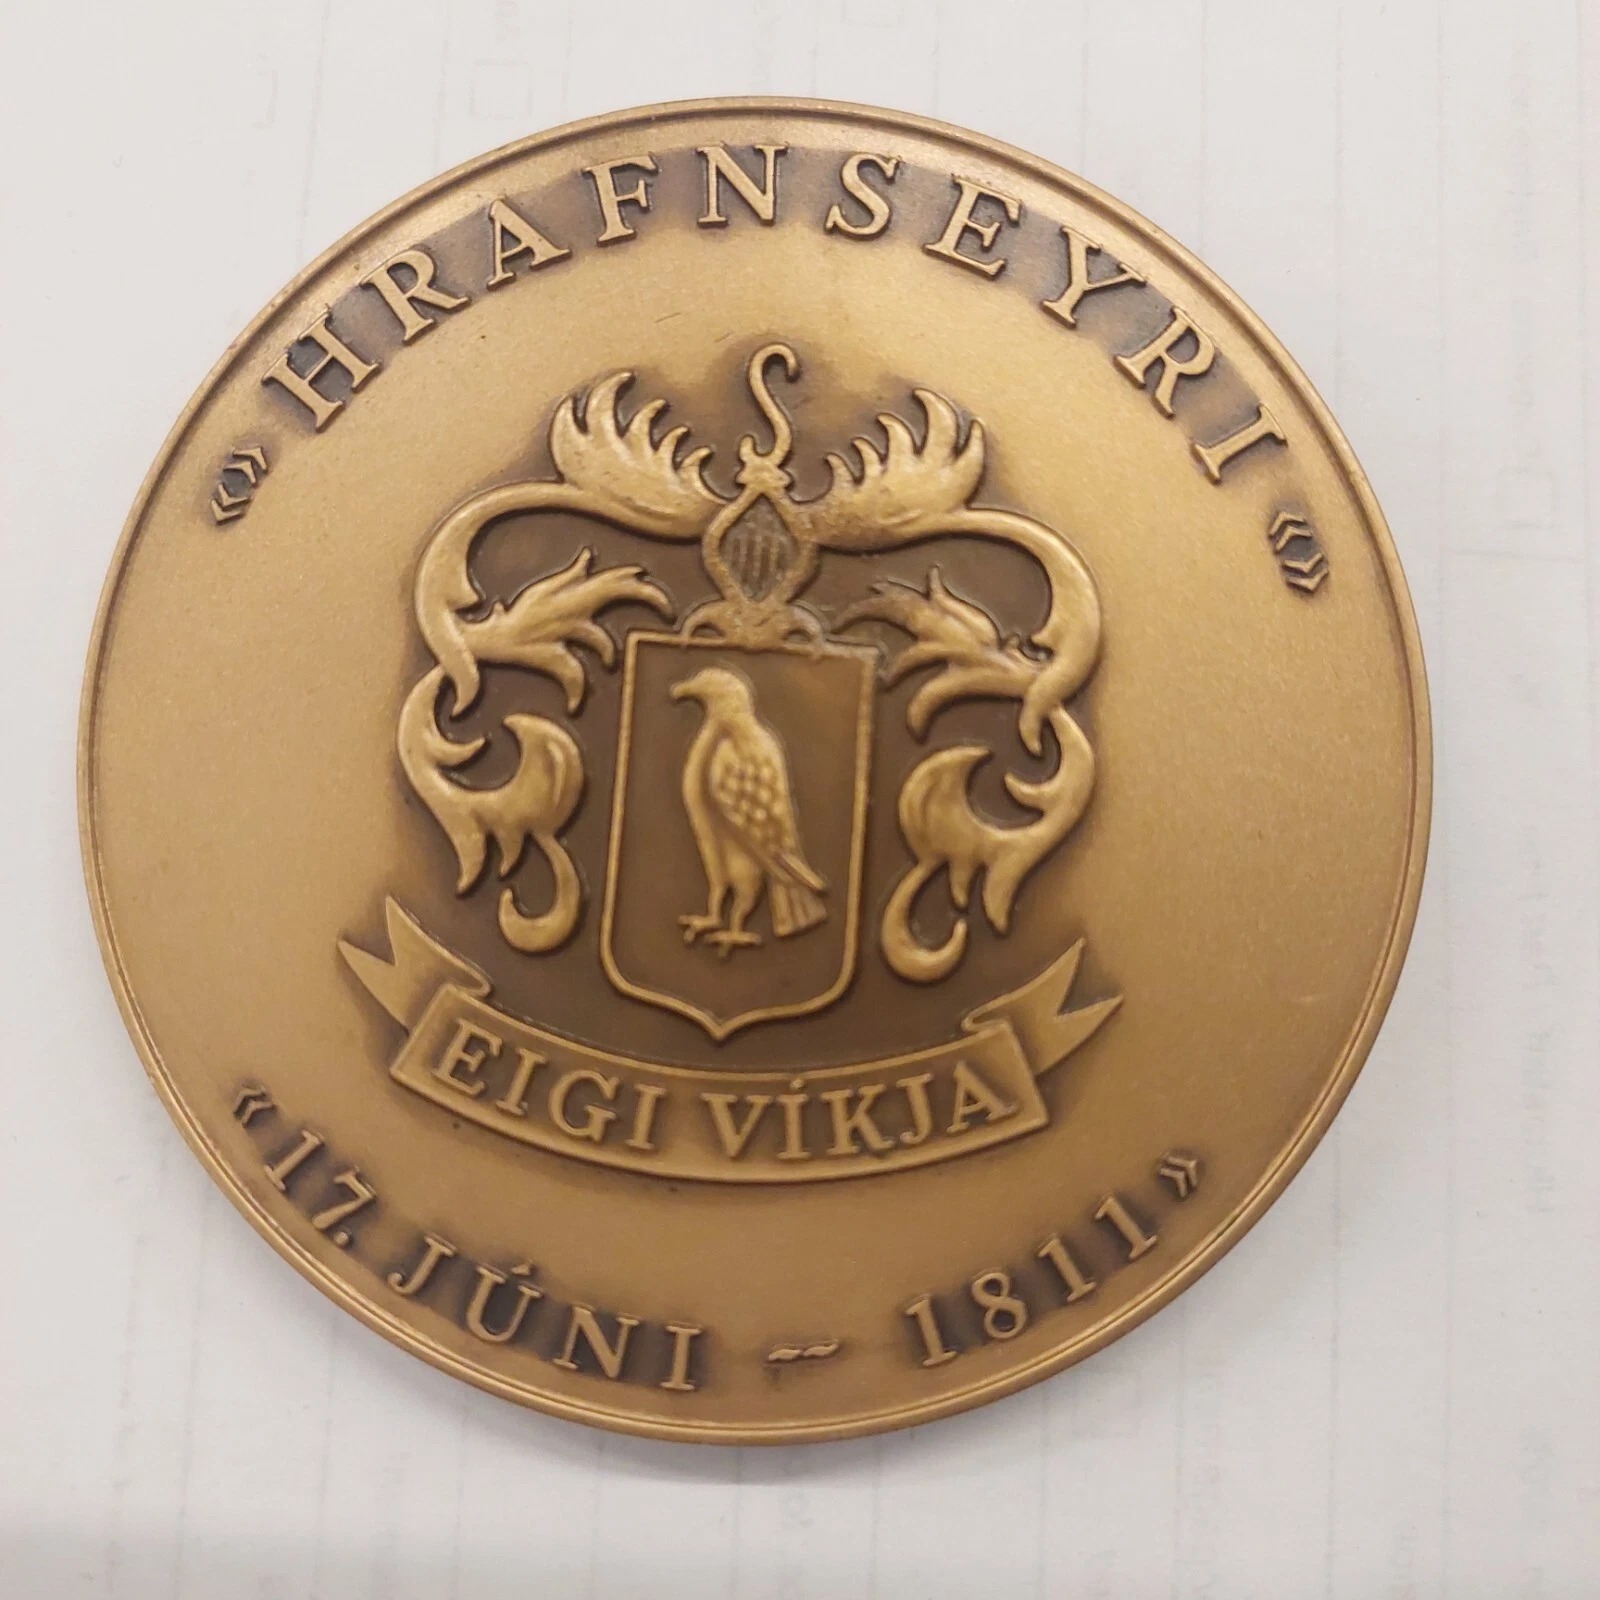 «» HRAFNSEYRI «»
EIGI VÍKJA
« 17. JÚNI ~~ 1811 »